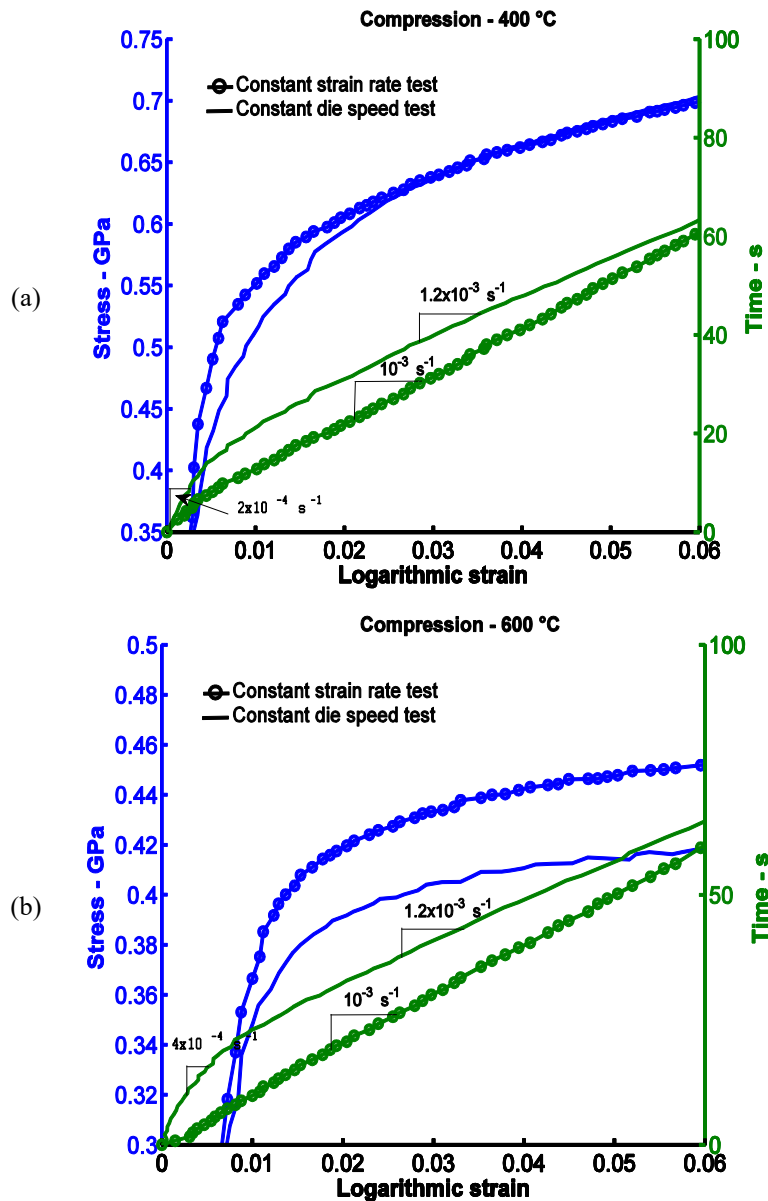 Compression - 400 °C
(a)
Stress - GPa
0.75
0.7
0.65
0.6
0.55
0.5
0.45
0.4
0.35
Constant strain rate test
Constant die speed test
1.2x10⁻³ s⁻¹
10⁻³ s⁻¹
2x10⁻⁴ s⁻¹
100
80
60
40
20
0
Time - s
0 0.01 0.02 0.03 0.04 0.05 0.06
Logarithmic strain
Compression - 600 °C
(b)
Stress - GPa
0.5
0.48
0.46
0.44
0.42
0.4
0.38
0.36
0.34
0.32
0.3
Constant strain rate test
Constant die speed test
1.2x10⁻³ s⁻¹
10⁻³ s⁻¹
4x10⁻⁴ s⁻¹
100
50
0
Time - s
0 0.01 0.02 0.03 0.04 0.05 0.06
Logarithmic strain